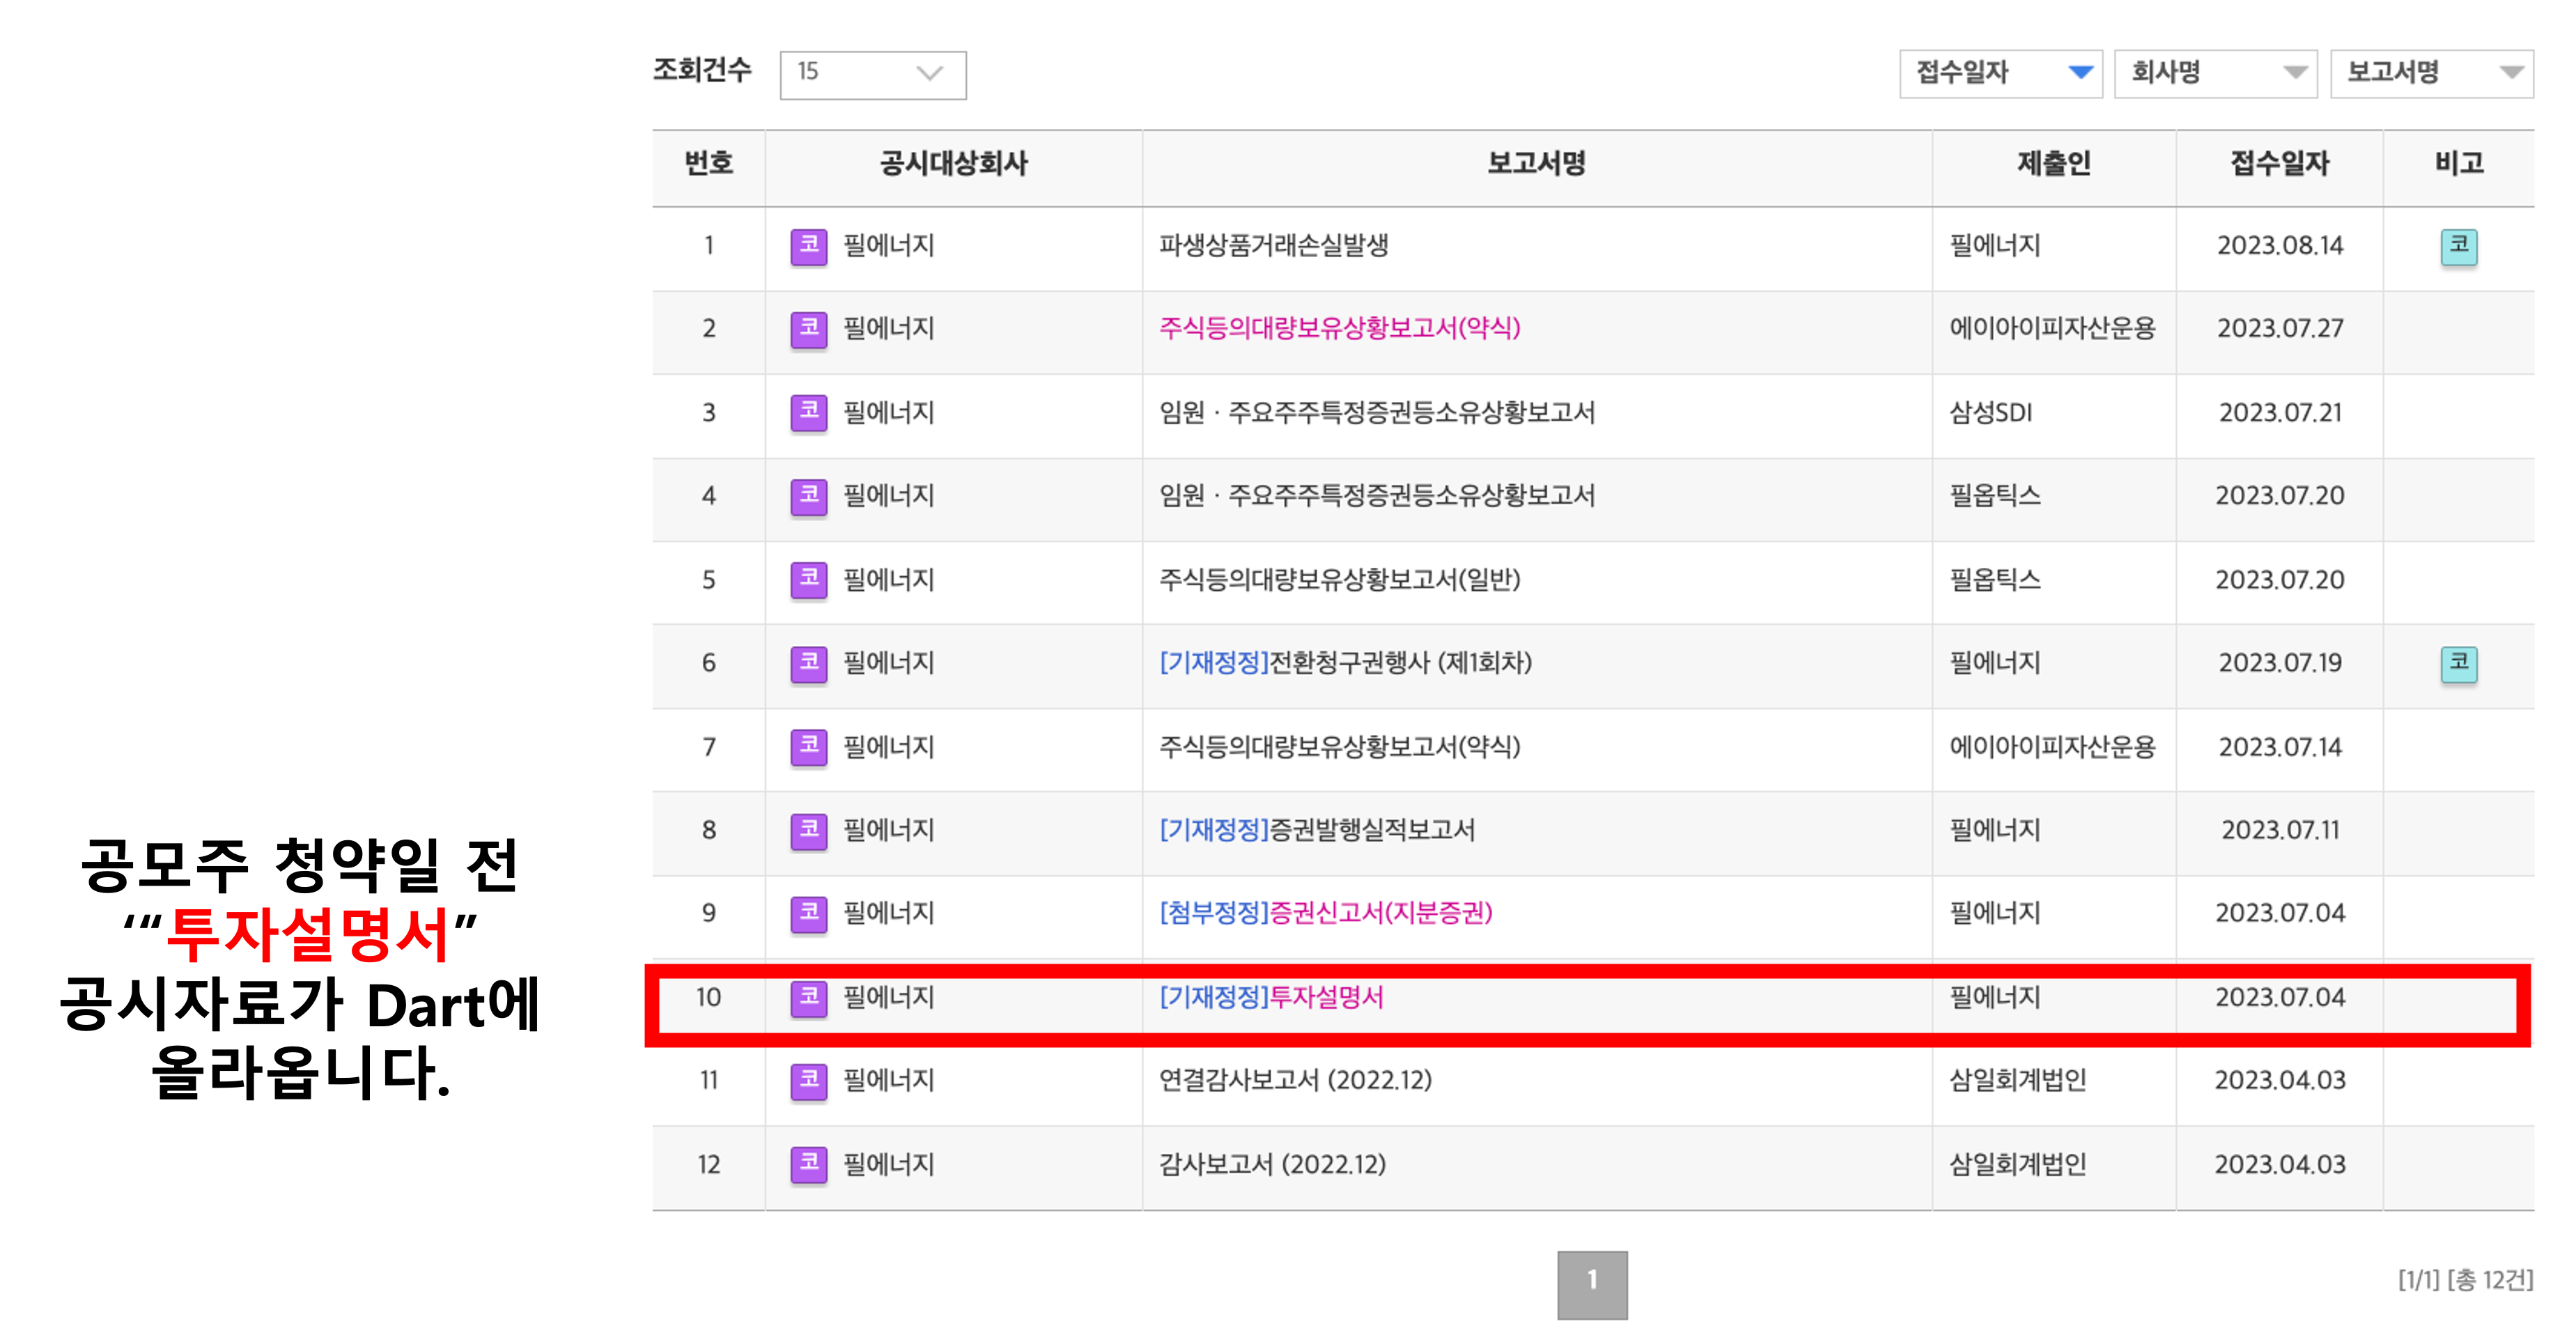 조회건수 15 접수일자 회사명 보고서명
번호 공시대상회사 보고서명 제출인 접수일자 비고
1 코 필에너지 파생상품거래손실발생 필에너지 2023.08.14 코
2 코 필에너지 주식등의대량보유상황보고서(약식) 에이아이피자산운용 2023.07.27
3 코 필에너지 임원ㆍ주요주주특정증권등소유상황보고서 삼성SDI 2023.07.21
4 코 필에너지 임원ㆍ주요주주특정증권등소유상황보고서 필옵틱스 2023.07.20
5 코 필에너지 주식등의대량보유상황보고서(일반) 필옵틱스 2023.07.20
6 코 필에너지 [기재정정]전환청구권행사 (제1회차) 필에너지 2023.07.19 코
7 코 필에너지 주식등의대량보유상황보고서(약식) 에이아이피자산운용 2023.07.14
8 코 필에너지 [기재정정]증권발행실적보고서 필에너지 2023.07.11
9 코 필에너지 [첨부정정]증권신고서(지분증권) 필에너지 2023.07.04
10 코 필에너지 [기재정정]투자설명서 필에너지 2023.07.04
11 코 필에너지 연결감사보고서 (2022.12) 삼일회계법인 2023.04.03
12 코 필에너지 감사보고서 (2022.12) 삼일회계법인 2023.04.03
1 [1/1] [총 12건]
공모주 청약일 전
‘“투자설명서”
공시자료가 Dart에
올라옵니다.